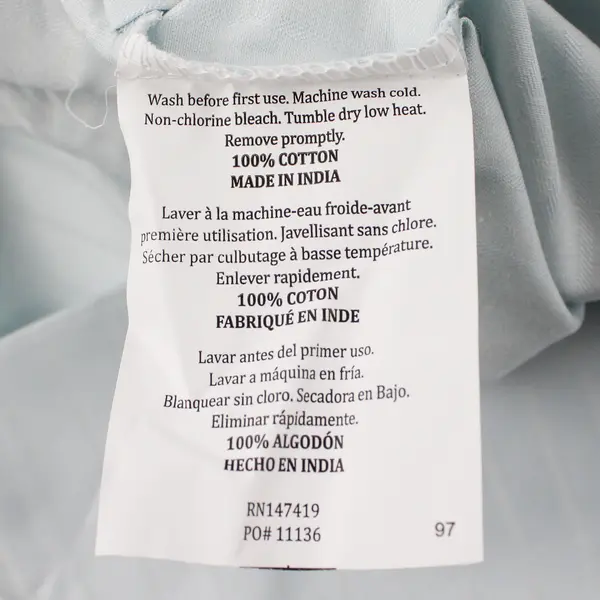 Wash before first use. Machine wash cold.
Non-chlorine bleach. Tumble dry low heat.
Remove promptly.
100% COTTON
MADE IN INDIA
Laver à la machine-eau froide-avant
première utilisation. Javellisant sans chlore.
Sécher par culbutage à basse température.
Enlever rapidement.
100% COTON
FABRIQUÉ EN INDE
Lavar antes del primer uso.
Lavar a máquina en fría.
Blanquear sin cloro. Secadora en Bajo.
Eliminar rápidamente.
100% ALGODÓN
HECHO EN INDIA
RN147419
PO# 11136
97